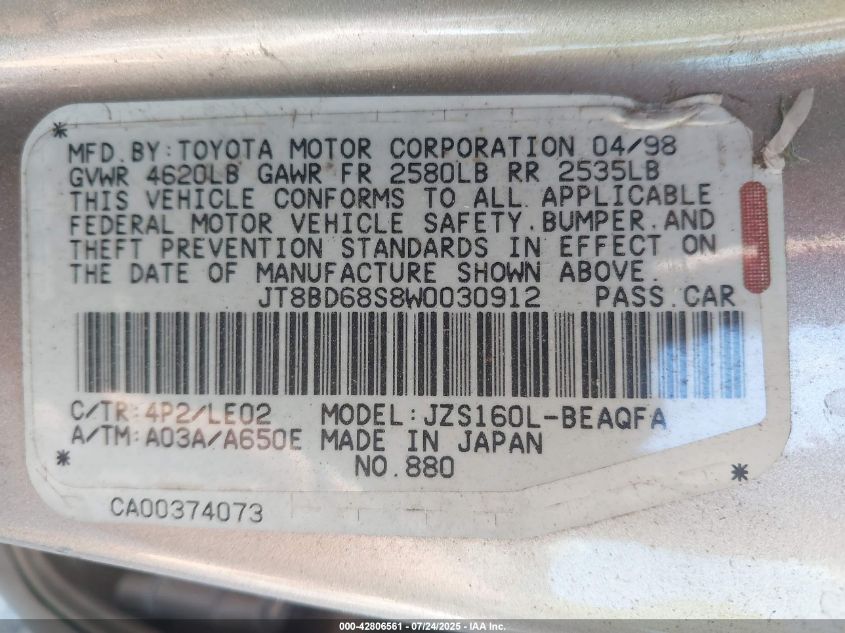 MFD.BY:TOYOTA MOTOR CORPORATION 04/98
GVWR 4620LB GAWR FR 2580LB RR 2535LB
THIS VEHICLE CONFORMS TO ALL APPLICABLE
FEDERAL MOTOR VEHICLE SAFETY,BUMPER,AND
THEFT PREVENTION STANDARDS IN EFFECT ON
THE DATE OF MANUFACTURE SHOWN ABOVE.
JT8BD68S8W0030912 PASS.CAR
C/TR:4P2/LE02 MODEL:JZS160L-BEAQFA
A/TM:A03A/A650E MADE IN JAPAN
NO.880
CA00374073
000-42806561 - 07/24/2025 - © IAA Inc.